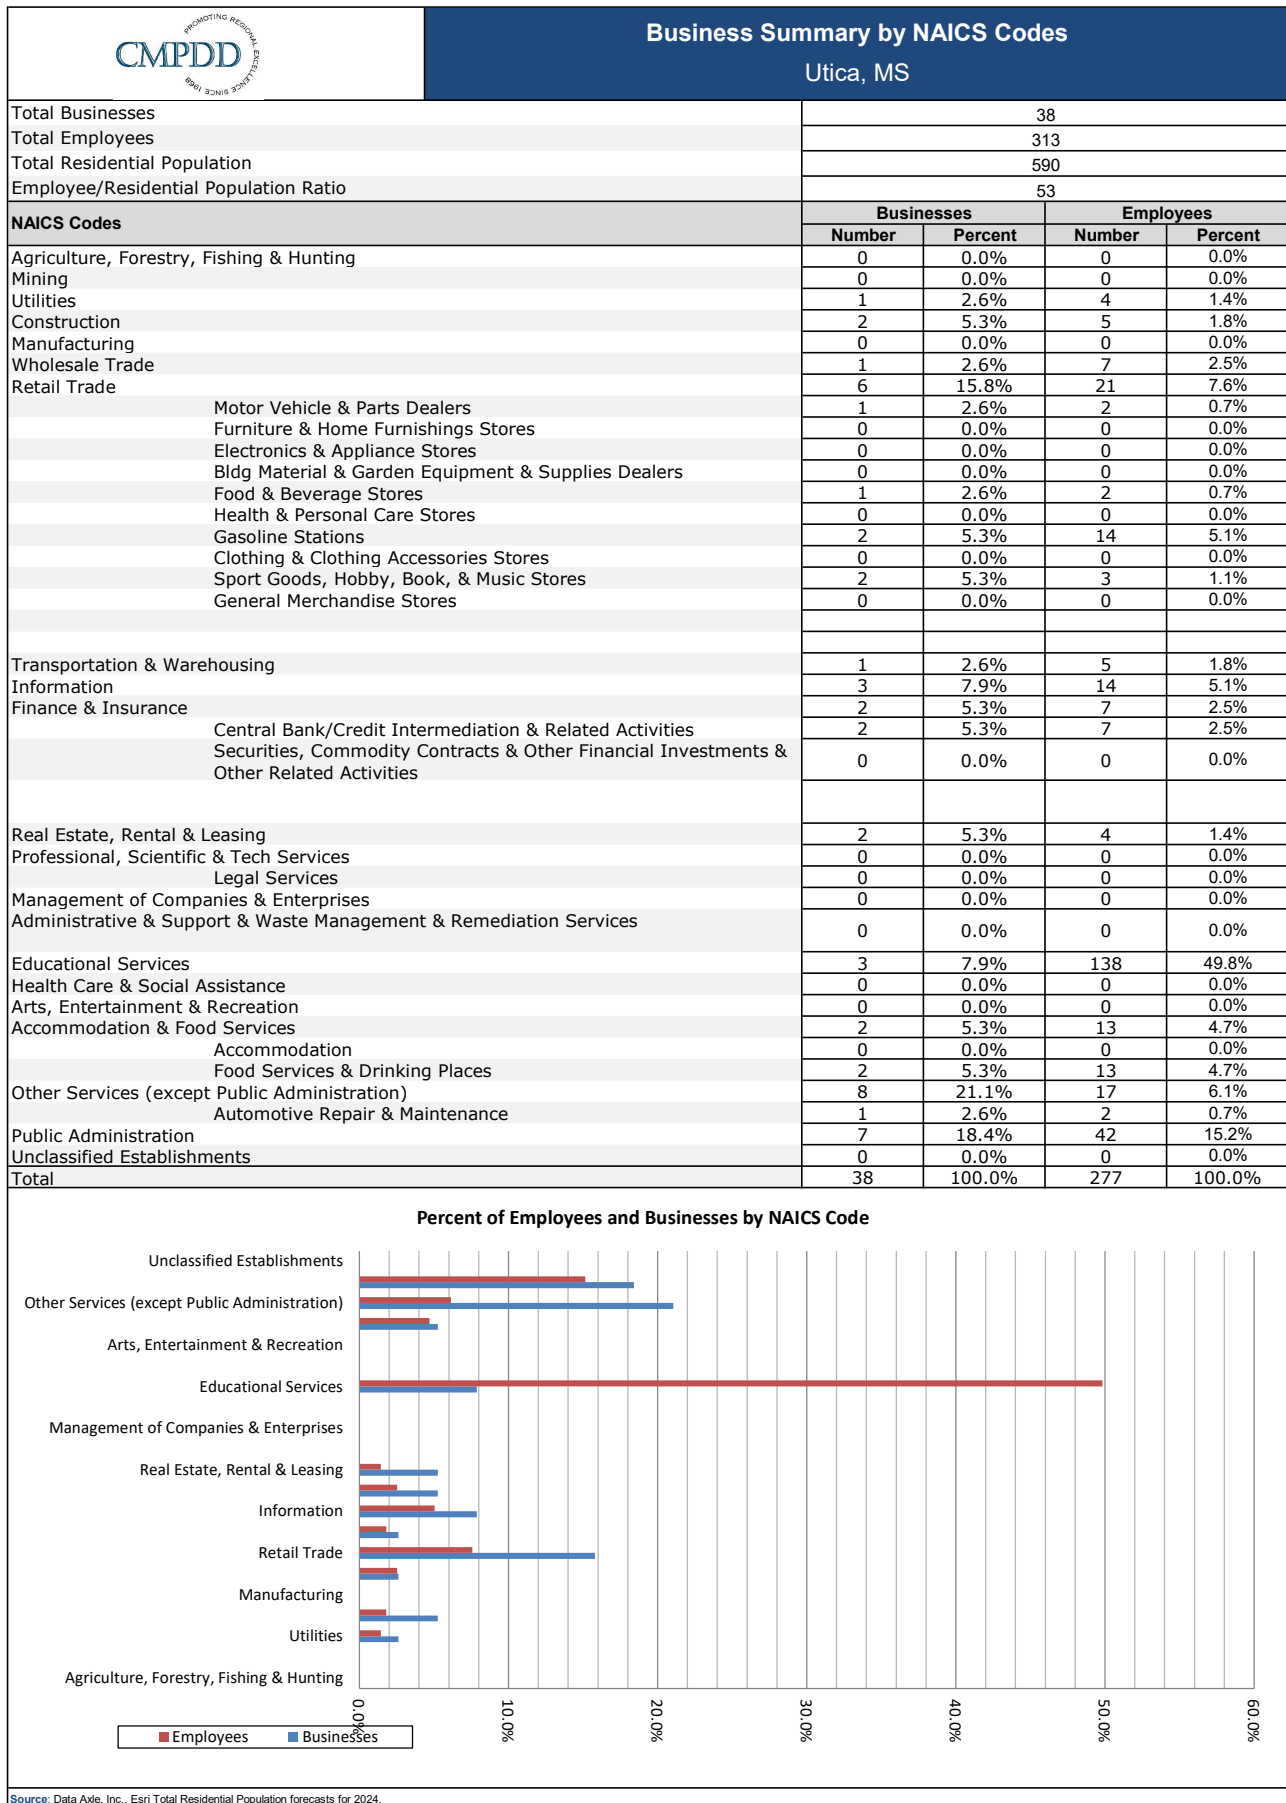 PROMOTING REGIONAL EXCELLENCE SINCE 1968
CMPDD
Business Summary by NAICS Codes
Utica, MS
Total Businesses 38
Total Employees 313
Total Residential Population 590
Employee/Residential Population Ratio 53
NAICS Codes Businesses Employees
Number Percent Number Percent
Agriculture, Forestry, Fishing & Hunting 0 0.0% 0 0.0%
Mining 0 0.0% 0 0.0%
Utilities 1 2.6% 4 1.4%
Construction 2 5.3% 5 1.8%
Manufacturing 0 0.0% 0 0.0%
Wholesale Trade 1 2.6% 7 2.5%
Retail Trade 6 15.8% 21 7.6%
Motor Vehicle & Parts Dealers 1 2.6% 2 0.7%
Furniture & Home Furnishings Stores 0 0.0% 0 0.0%
Electronics & Appliance Stores 0 0.0% 0 0.0%
Bldg Material & Garden Equipment & Supplies Dealers 0 0.0% 0 0.0%
Food & Beverage Stores 1 2.6% 2 0.7%
Health & Personal Care Stores 0 0.0% 0 0.0%
Gasoline Stations 2 5.3% 14 5.1%
Clothing & Clothing Accessories Stores 0 0.0% 0 0.0%
Sport Goods, Hobby, Book, & Music Stores 2 5.3% 3 1.1%
General Merchandise Stores 0 0.0% 0 0.0%
Transportation & Warehousing 1 2.6% 5 1.8%
Information 3 7.9% 14 5.1%
Finance & Insurance 2 5.3% 7 2.5%
Central Bank/Credit Intermediation & Related Activities 2 5.3% 7 2.5%
Securities, Commodity Contracts & Other Financial Investments &
Other Related Activities 0 0.0% 0 0.0%
Real Estate, Rental & Leasing 2 5.3% 4 1.4%
Professional, Scientific & Tech Services 0 0.0% 0 0.0%
Legal Services 0 0.0% 0 0.0%
Management of Companies & Enterprises 0 0.0% 0 0.0%
Administrative & Support & Waste Management & Remediation Services 0 0.0% 0 0.0%
Educational Services 3 7.9% 138 49.8%
Health Care & Social Assistance 0 0.0% 0 0.0%
Arts, Entertainment & Recreation 0 0.0% 0 0.0%
Accommodation & Food Services 2 5.3% 13 4.7%
Accommodation 0 0.0% 0 0.0%
Food Services & Drinking Places 2 5.3% 13 4.7%
Other Services (except Public Administration) 8 21.1% 17 6.1%
Automotive Repair & Maintenance 1 2.6% 2 0.7%
Public Administration 7 18.4% 42 15.2%
Unclassified Establishments 0 0.0% 0 0.0%
Total 38 100.0% 277 100.0%
Percent of Employees and Businesses by NAICS Code
Unclassified Establishments
Other Services (except Public Administration)
Arts, Entertainment & Recreation
Educational Services
Management of Companies & Enterprises
Real Estate, Rental & Leasing
Information
Retail Trade
Manufacturing
Utilities
Agriculture, Forestry, Fishing & Hunting
0.0% 10.0% 20.0% 30.0% 40.0% 50.0% 60.0%
Employees Businesses
Source: Data Axle, Inc., Esri Total Residential Population forecasts for 2024.